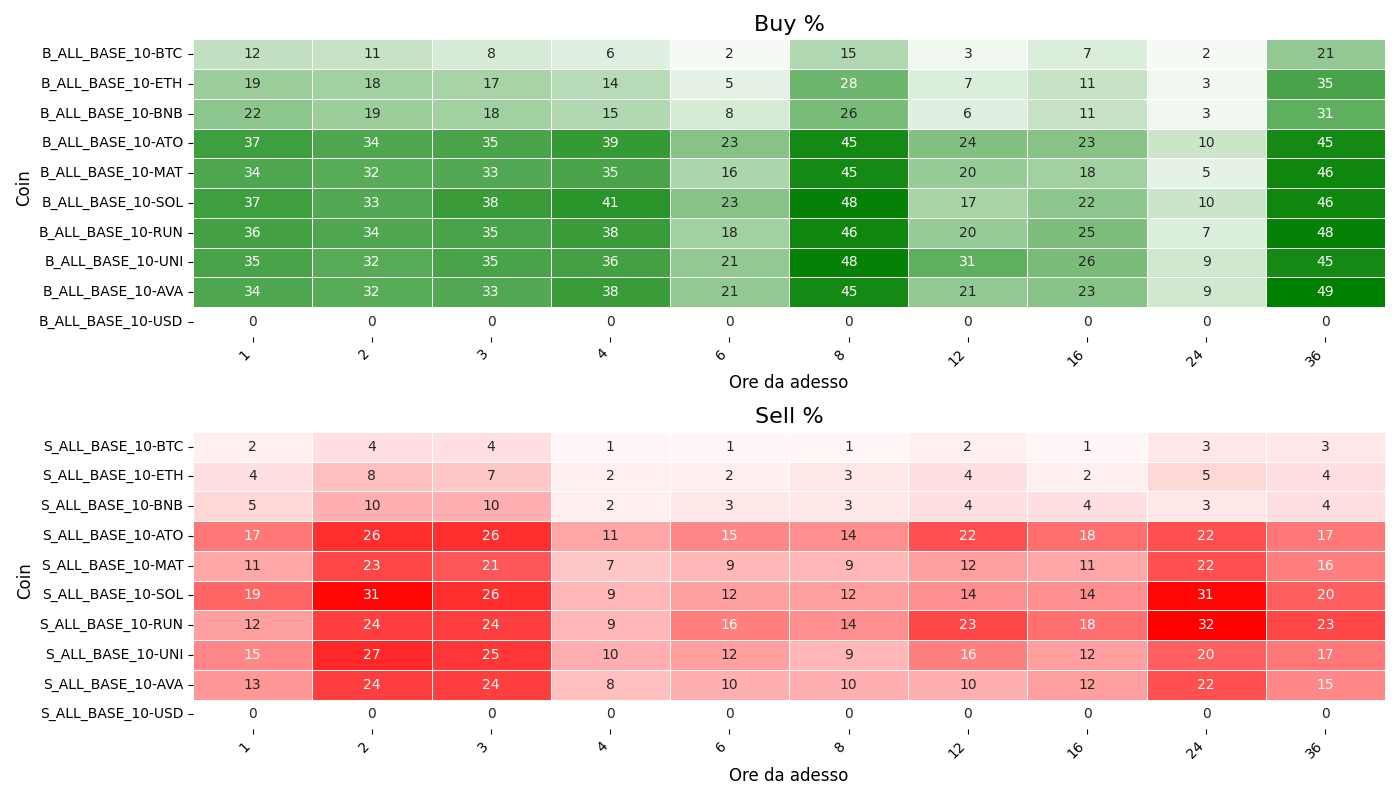 Buy %
Coin
B_ALL_BASE_10-BTC 12 11 8 6 2 15 3 7 2 21
B_ALL_BASE_10-ETH 19 18 17 14 5 28 7 11 3 35
B_ALL_BASE_10-BNB 22 19 18 15 8 26 6 11 3 31
B_ALL_BASE_10-ATO 37 34 35 39 23 45 24 23 10 45
B_ALL_BASE_10-MAT 34 32 33 35 16 45 20 18 5 46
B_ALL_BASE_10-SOL 37 33 38 41 23 48 17 22 10 46
B_ALL_BASE_10-RUN 36 34 35 38 18 46 20 25 7 48
B_ALL_BASE_10-UNI 35 32 35 36 21 48 31 26 9 45
B_ALL_BASE_10-AVA 34 32 33 38 21 45 21 23 9 49
B_ALL_BASE_10-USD 0 0 0 0 0 0 0 0 0 0
1 2 3 4 6 8 12 16 24 36
Ore da adesso
Sell %
Coin
S_ALL_BASE_10-BTC 2 4 4 1 1 1 2 1 3 3
S_ALL_BASE_10-ETH 4 8 7 2 2 3 4 2 5 4
S_ALL_BASE_10-BNB 5 10 10 2 3 3 4 4 3 4
S_ALL_BASE_10-ATO 17 26 26 11 15 14 22 18 22 17
S_ALL_BASE_10-MAT 11 23 21 7 9 9 12 11 22 16
S_ALL_BASE_10-SOL 19 31 26 9 12 12 14 14 31 20
S_ALL_BASE_10-RUN 12 24 24 9 16 14 23 18 32 23
S_ALL_BASE_10-UNI 15 27 25 10 12 9 16 12 20 17
S_ALL_BASE_10-AVA 13 24 24 8 10 10 10 12 22 15
S_ALL_BASE_10-USD 0 0 0 0 0 0 0 0 0 0
1 2 3 4 6 8 12 16 24 36
Ore da adesso